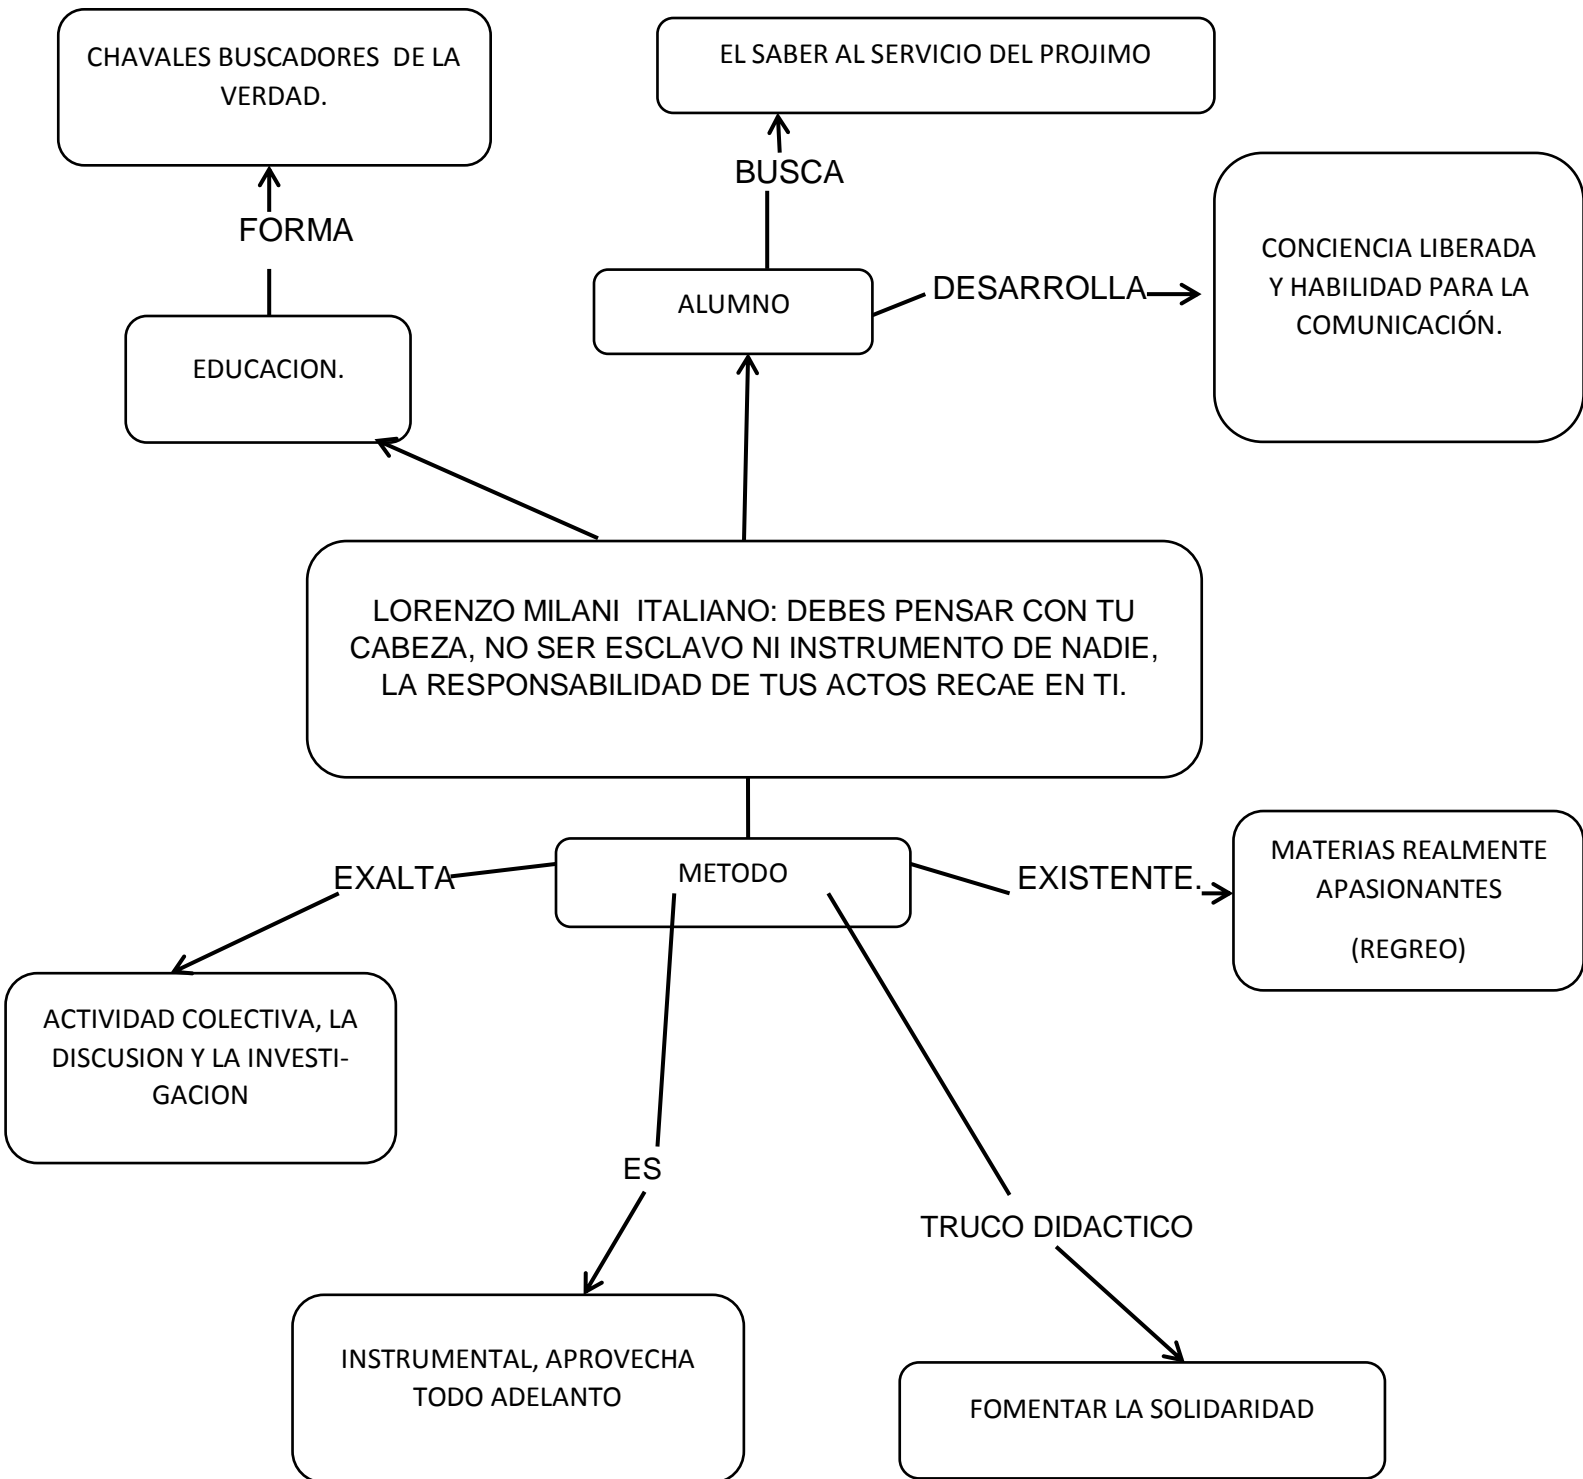 CHAVALES BUSCADORES DE LA
VERDAD.
EL SABER AL SERVICIO DEL PROJIMO
BUSCA
FORMA
CONCIENCIA LIBERADA
Y HABILIDAD PARA LA
COMUNICACIÓN.
DESARROLLA
ALUMNO
EDUCACION.
LORENZO MILANI ITALIANO: DEBES PENSAR CON TU
CABEZA, NO SER ESCLAVO NI INSTRUMENTO DE NADIE,
LA RESPONSABILIDAD DE TUS ACTOS RECAE EN TI.
EXALTA
METODO
EXISTENTE.
MATERIAS REALMENTE
APASIONANTES
(REGREO)
ACTIVIDAD COLECTIVA, LA
DISCUSION Y LA INVESTI-
GACION
ES
TRUCO DIDACTICO
INSTRUMENTAL, APROVECHA
TODO ADELANTO
FOMENTAR LA SOLIDARIDAD